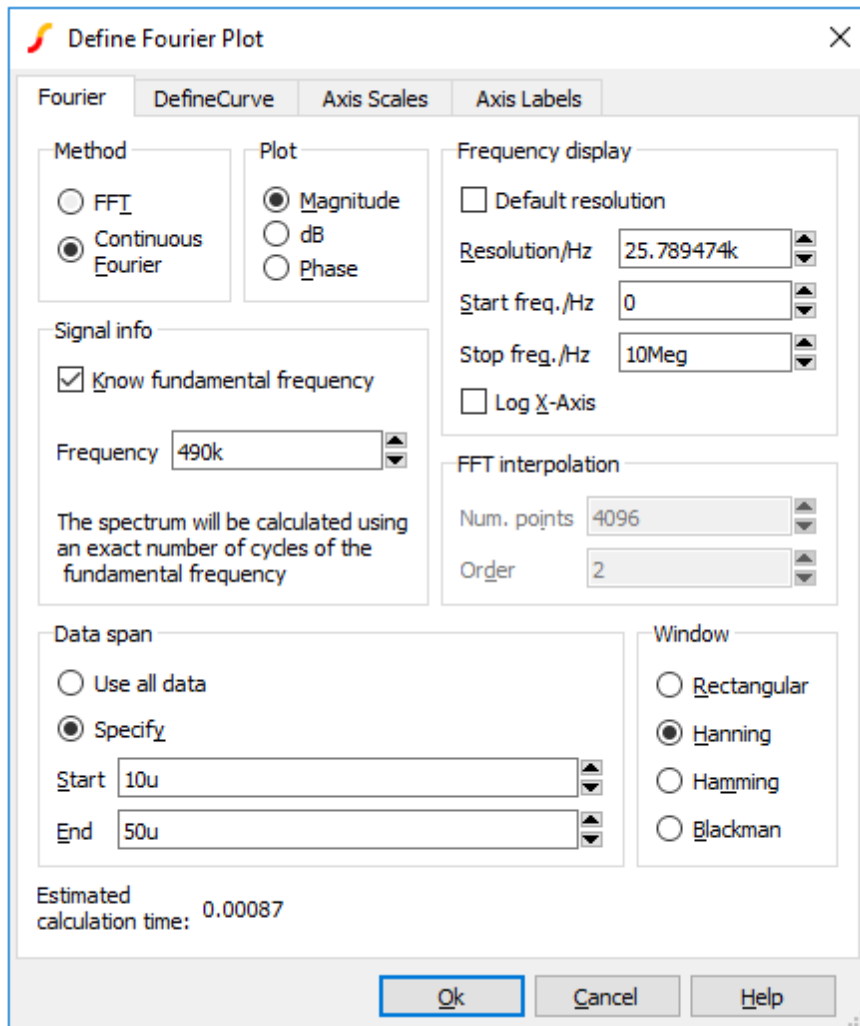 Define Fourier Plot
Fourier
DefineCurve
Axis Scales
Axis Labels
Method
FFT
Continuous
Fourier
Plot
Magnitude
dB
Phase
Frequency display
Default resolution
Resolution/Hz 25.789474k
Start freq./Hz 0
Stop freq./Hz 10Meg
Log X-Axis
Signal info
Know fundamental frequency
Frequency 490k
The spectrum will be calculated using
an exact number of cycles of the
fundamental frequency
FFT interpolation
Num. points 4096
Order 2
Data span
Use all data
Specify
Start 10u
End 50u
Window
Rectangular
Hanning
Hamming
Blackman
Estimated
calculation time: 0.00087
Ok
Cancel
Help